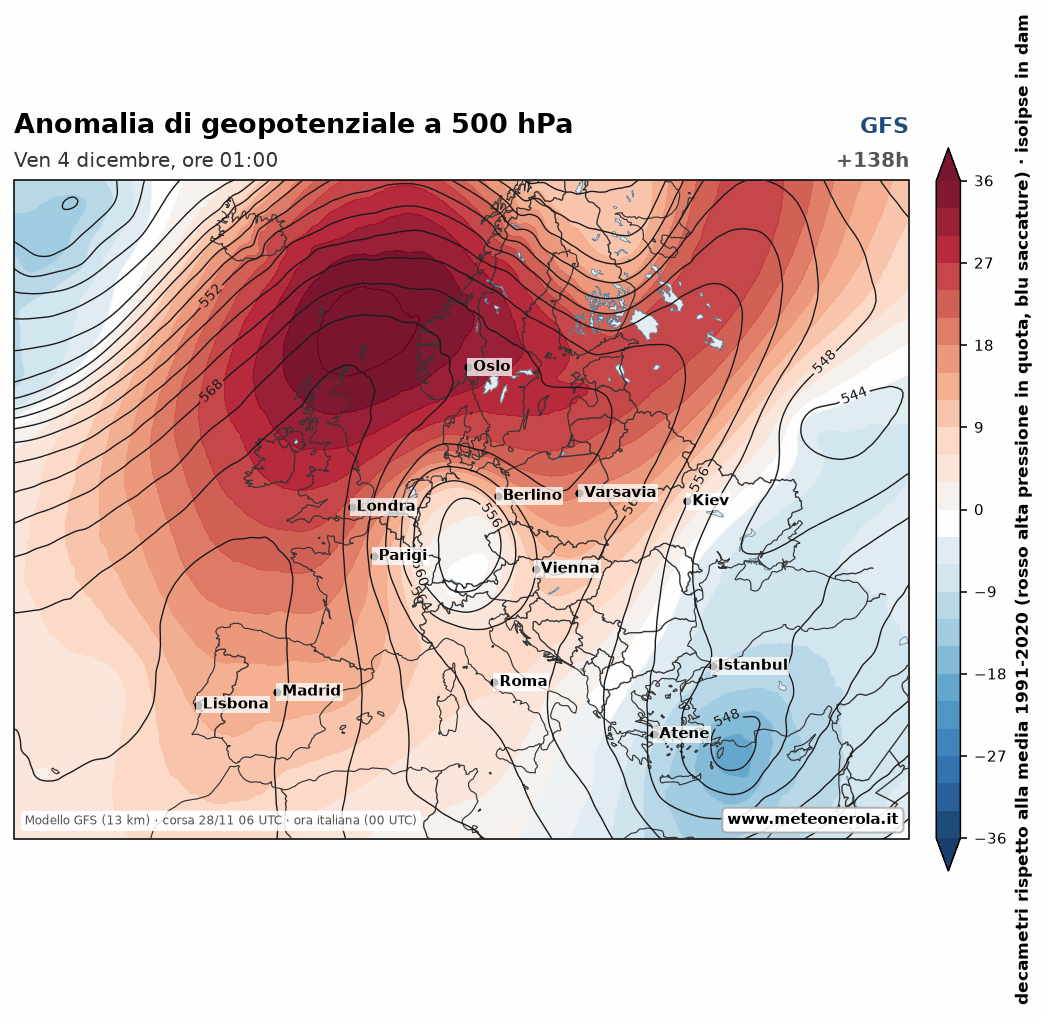 Anomalia di geopotenziale a 500 hPa
GFS
Ven 4 dicembre, ore 01:00
+138h
552
568
548
544
556
556
560
564
548
Oslo
Londra
Berlino
Varsavia
Kiev
Parigi
Vienna
Roma
Istanbul
Madrid
Lisbona
Atene
Modello GFS (13 km) · corsa 28/11 06 UTC · ora italiana (00 UTC)
www.meteonerola.it
36
27
18
9
0
−9
−18
−27
−36
decametri rispetto alla media 1991-2020 (rosso alta pressione in quota, blu saccature) · isoipse in dam